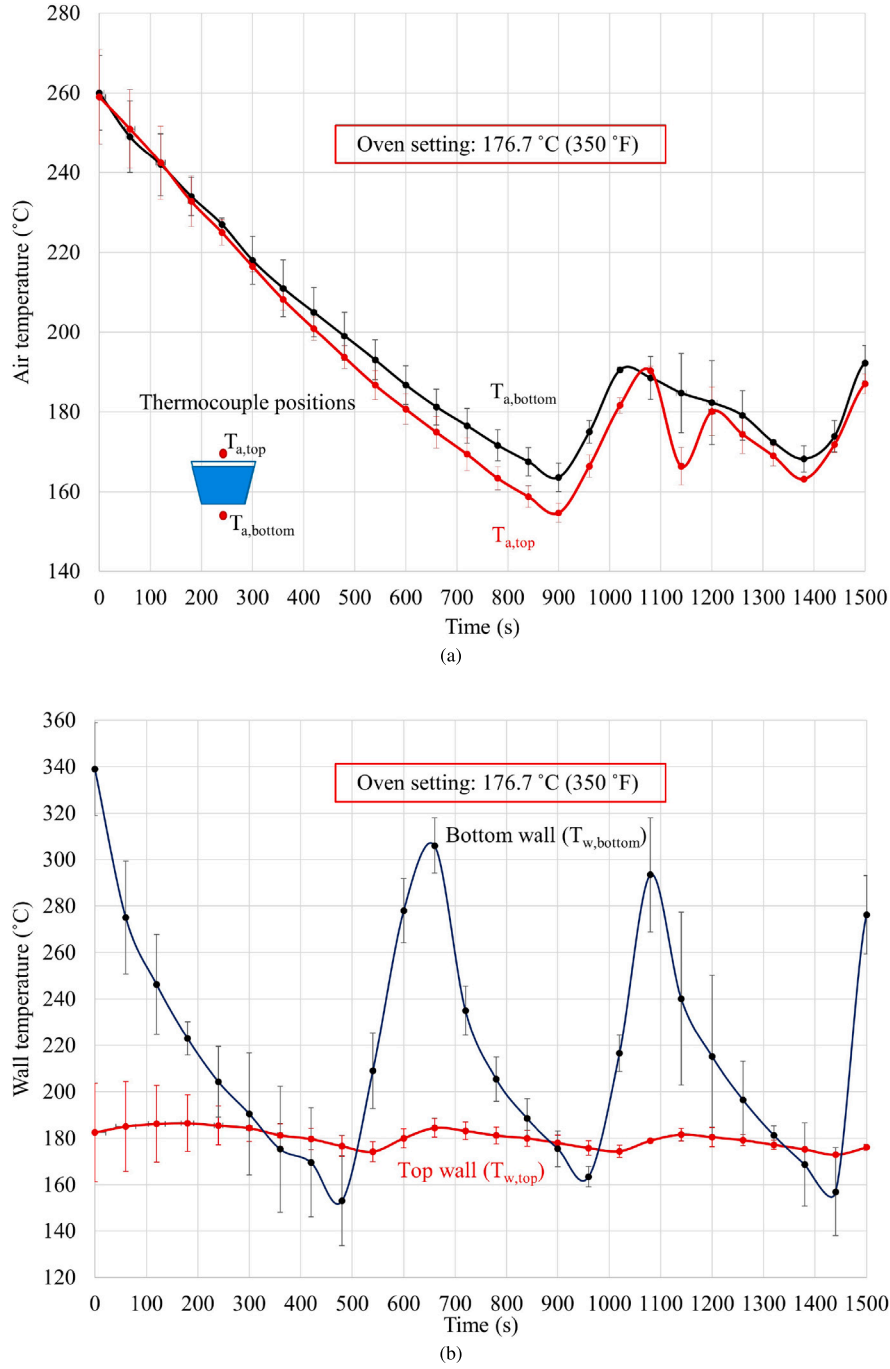 280
260
240
220
200
180
160
140
Air temperature (˚C)
Oven setting: 176.7 ˚C (350 ˚F)
Thermocouple positions
Ta,top
Ta,bottom
Ta,bottom
Ta,top
0 100 200 300 400 500 600 700 800 900 1000 1100 1200 1300 1400 1500
Time (s)
(a)
360
340
320
300
280
260
240
220
200
180
160
140
120
Wall temperature (˚C)
Oven setting: 176.7 ˚C (350 ˚F)
Bottom wall (Tw,bottom)
Top wall (Tw,top)
0 100 200 300 400 500 600 700 800 900 1000 1100 1200 1300 1400 1500
Time (s)
(b)